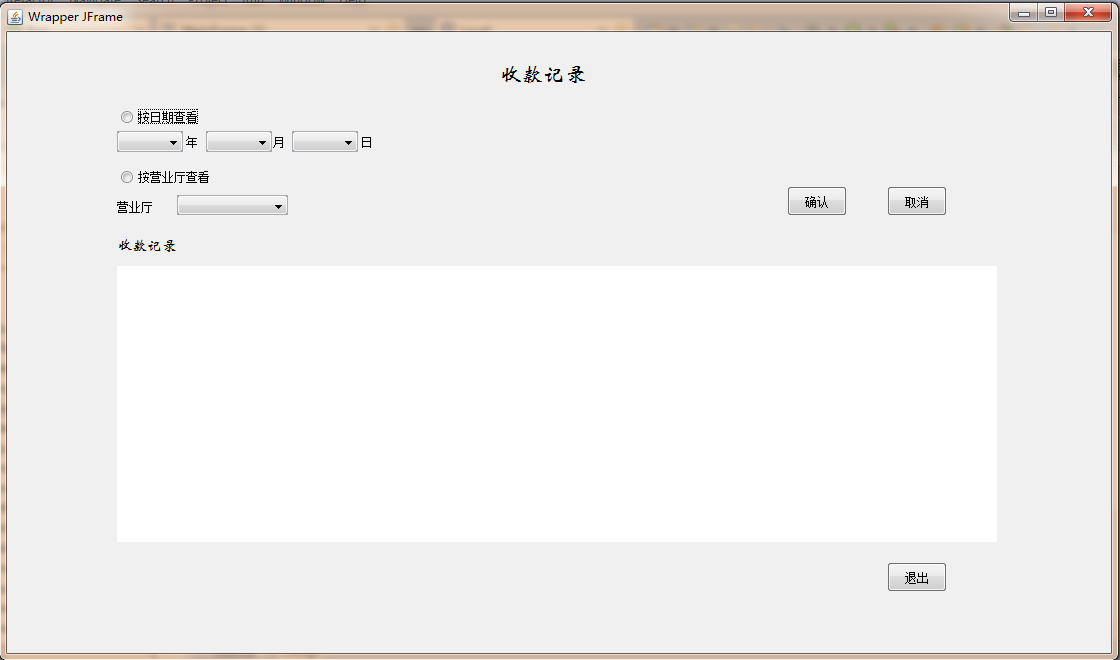 Wrapper JFrame
收款记录
按日期查看
年 月 日
按营业厅查看
营业厅 确认 取消
收款记录
退出